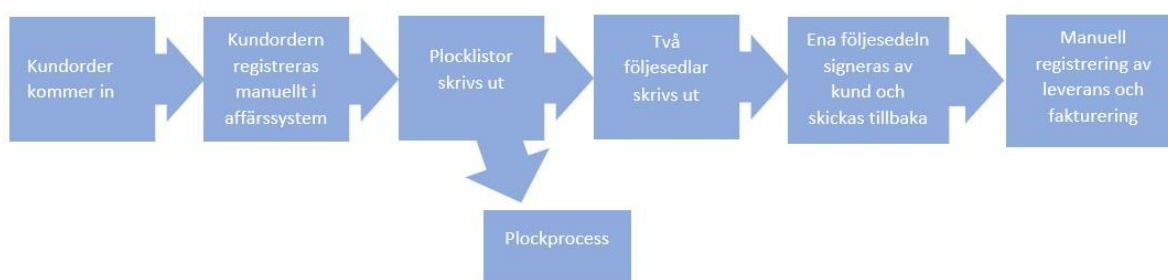 Kundorder
kommer in
Kundordern
registreras
manuellt i
affärssystem
Plocklistor
skrivs ut
Två
följesedlar
skrivs ut
Ena följesedeln
signeras av
kund och
skickas tillbaka
Manuell
registrering av
leverans och
fakturering
Plockprocess